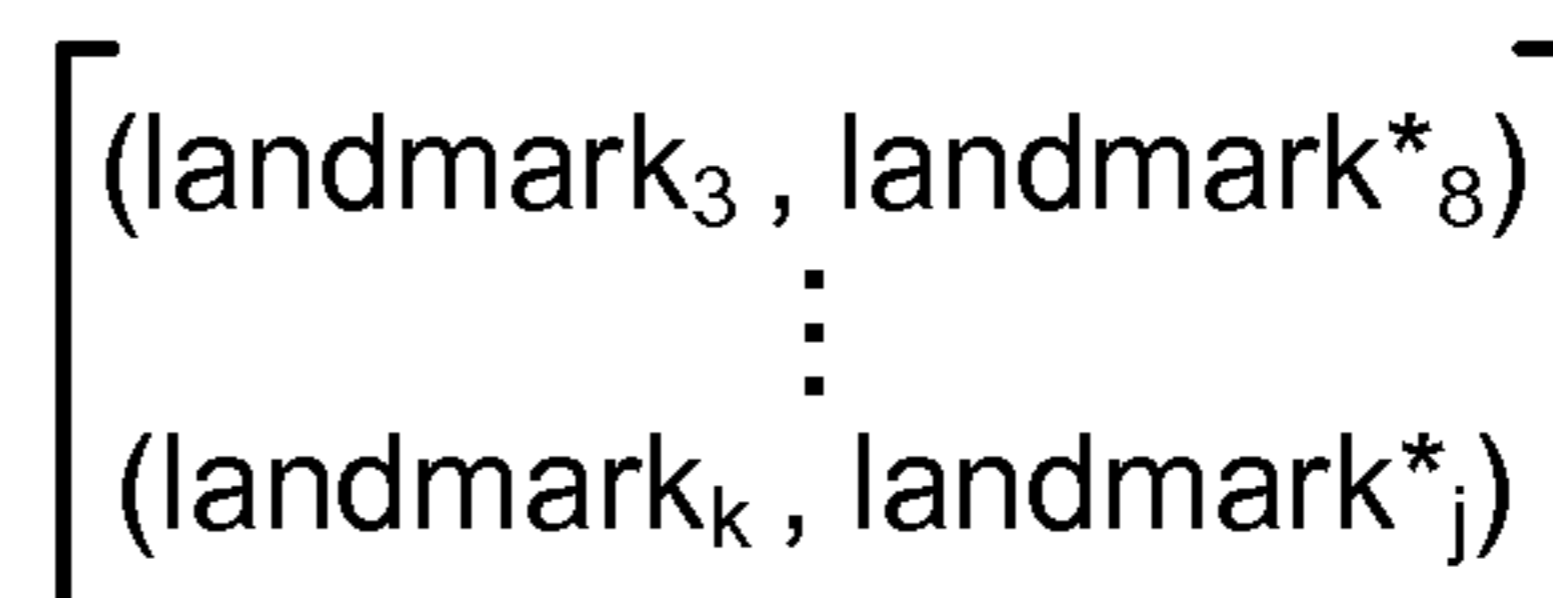 (landmark₃ , landmark*₈)
⋮
(landmarkₖ , landmark*ⱼ)